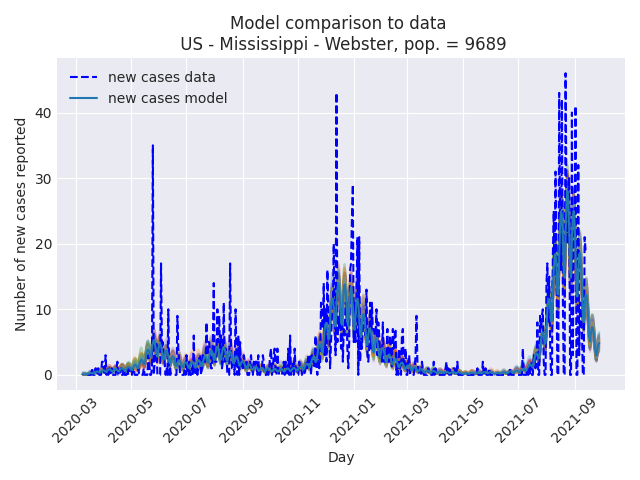 Model comparison to data
US - Mississippi - Webster, pop. = 9689
new cases data
new cases model
Number of new cases reported
40
30
20
10
0
2020-03
2020-05
2020-07
2020-09
2020-11
2021-01
2021-03
2021-05
2021-07
2021-09
Day